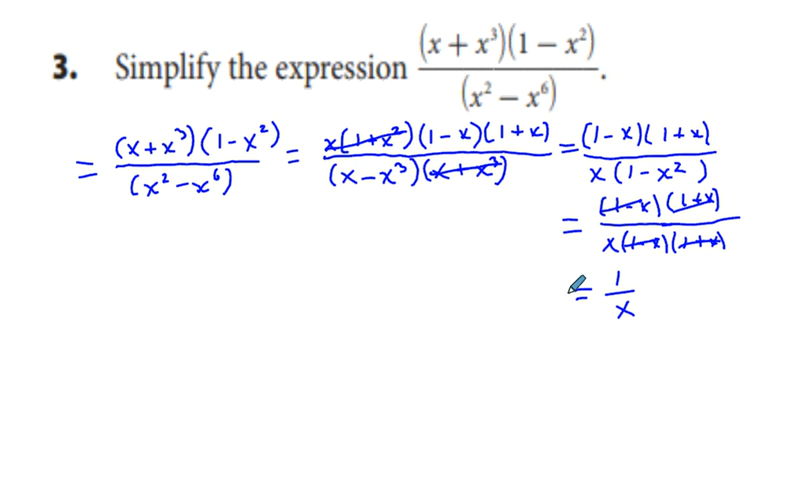 3. Simplify the expression (x + x³)(1 − x²) / (x² − x⁶).
= (x+x³)(1-x²) / (x²-x⁶) = x(1+x²)(1-x)(1+x) / (x-x³)(x+x³) = (1-x)(1+x) / x(1-x²)
= (1-x)(1+x) / x(1-x)(1+x)
= 1/x